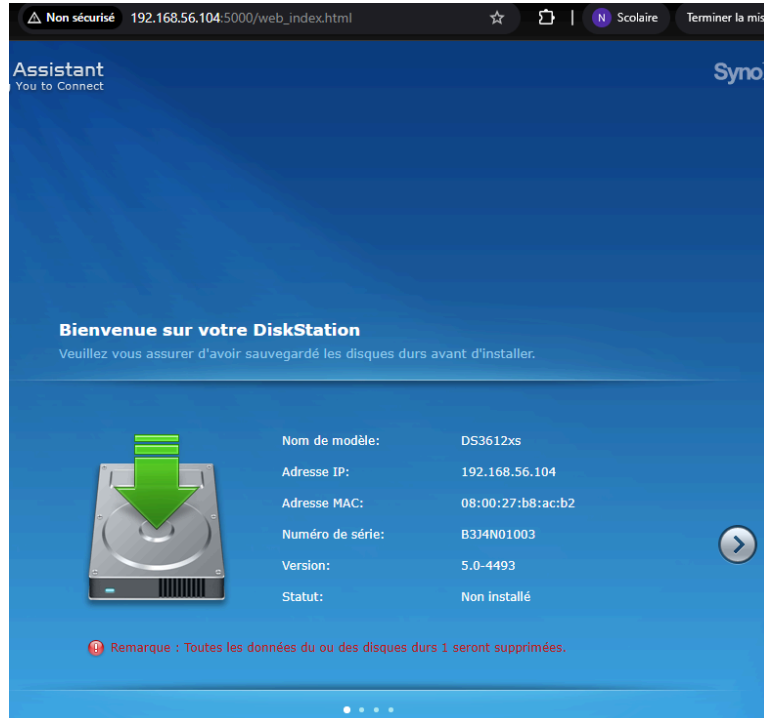 Non sécurisé 192.168.56.104:5000/web_index.html N Scolaire Terminer la mis
Assistant
You to Connect
Syno
Bienvenue sur votre DiskStation
Veuillez vous assurer d'avoir sauvegardé les disques durs avant d'installer.
Nom de modèle: DS3612xs
Adresse IP: 192.168.56.104
Adresse MAC: 08:00:27:b8:ac:b2
Numéro de série: B3J4N01003
Version: 5.0-4493
Statut: Non installé
Remarque : Toutes les données du ou des disques durs 1 seront supprimées.